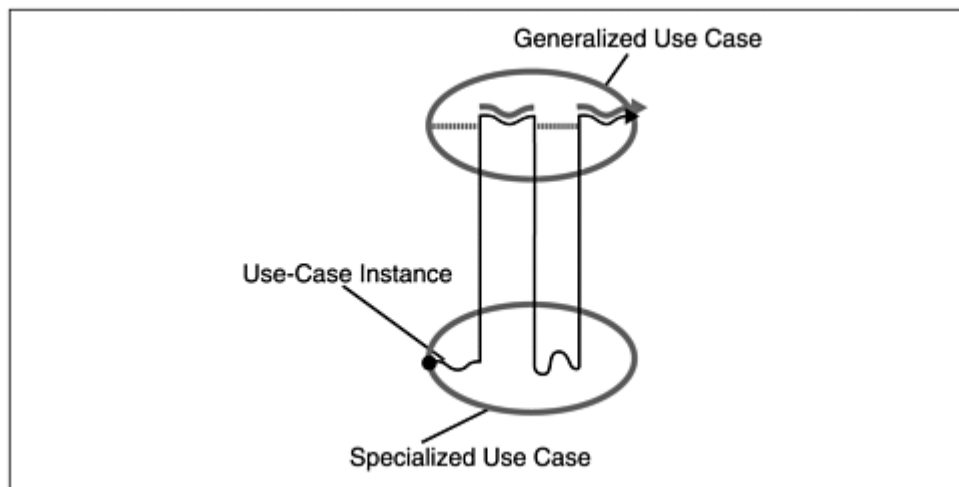 Generalized Use Case
Use-Case Instance
Specialized Use Case